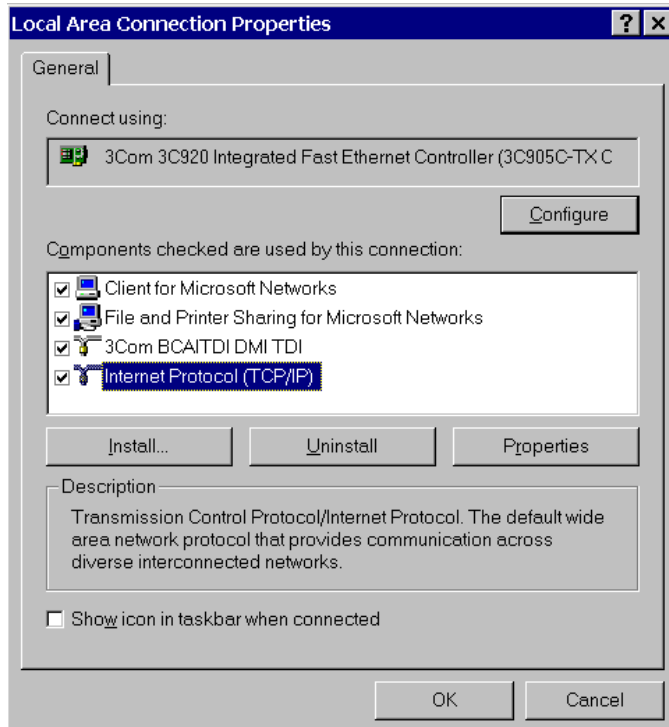 Local Area Connection Properties
General
Connect using:
3Com 3C920 Integrated Fast Ethernet Controller (3C905C-TX C
Configure
Components checked are used by this connection:
Client for Microsoft Networks
File and Printer Sharing for Microsoft Networks
3Com BCAITDI DMI TDI
Internet Protocol (TCP/IP)
Install... Uninstall Properties
Description
Transmission Control Protocol/Internet Protocol. The default wide
area network protocol that provides communication across
diverse interconnected networks.
Show icon in taskbar when connected
OK Cancel